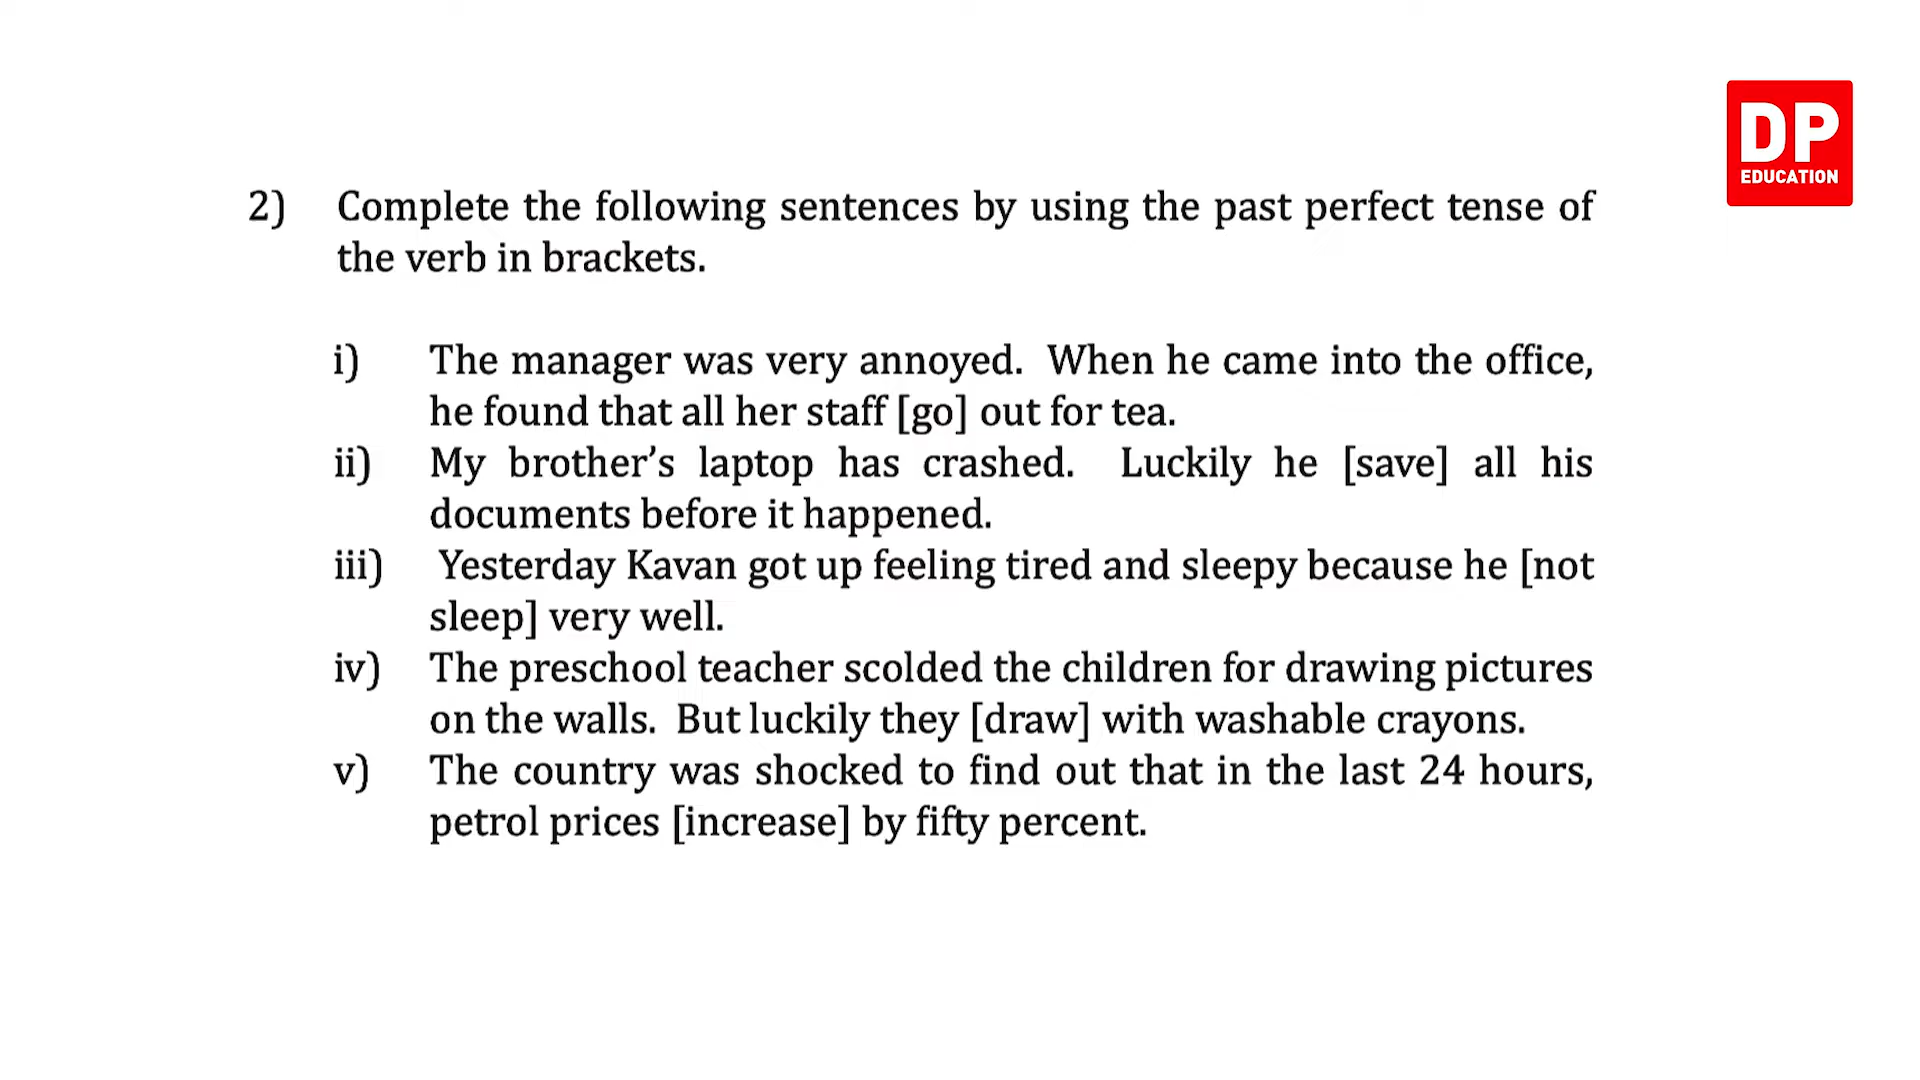 DP
EDUCATION
2) Complete the following sentences by using the past perfect tense of
the verb in brackets.
i) The manager was very annoyed. When he came into the office,
he found that all her staff [go] out for tea.
ii) My brother’s laptop has crashed. Luckily he [save] all his
documents before it happened.
iii) Yesterday Kavan got up feeling tired and sleepy because he [not
sleep] very well.
iv) The preschool teacher scolded the children for drawing pictures
on the walls. But luckily they [draw] with washable crayons.
v) The country was shocked to find out that in the last 24 hours,
petrol prices [increase] by fifty percent.